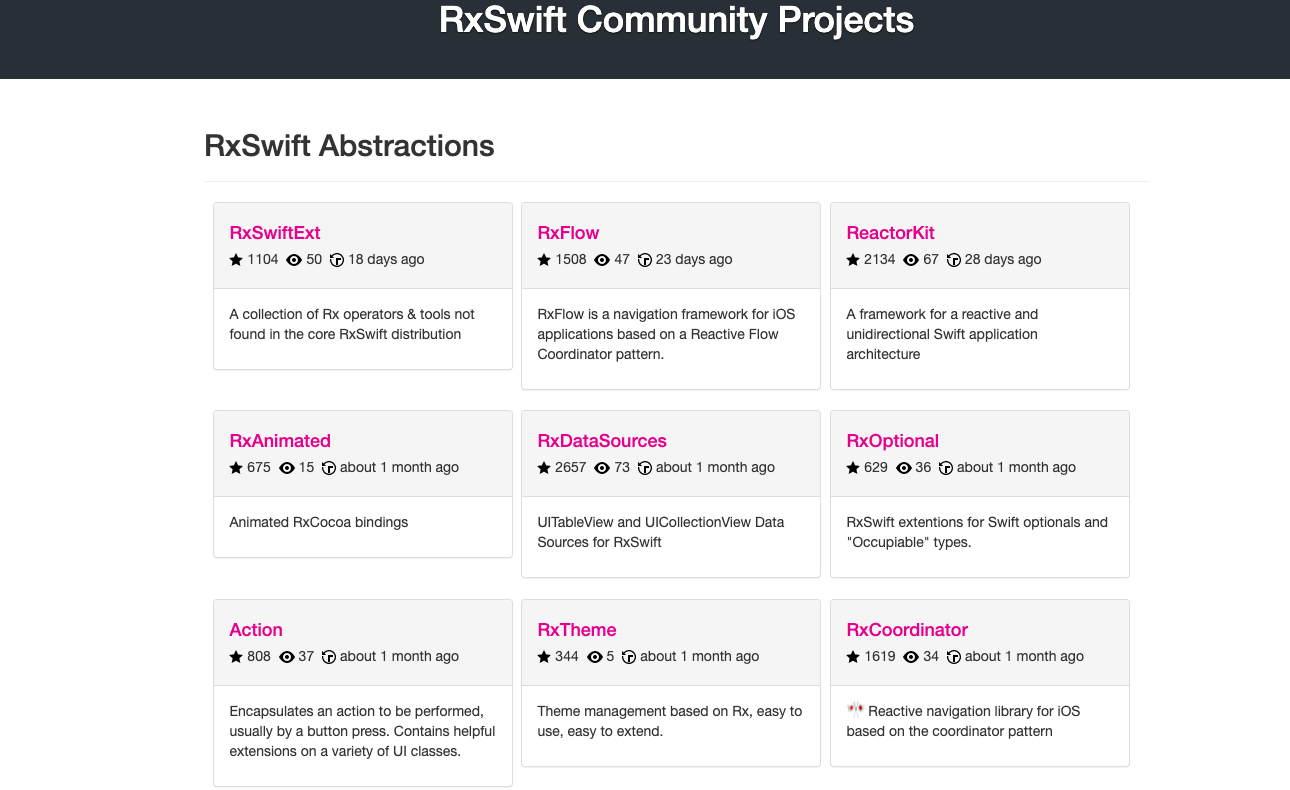 RxSwift Community Projects
RxSwift Abstractions
RxSwiftExt
1104 50 18 days ago
A collection of Rx operators & tools not
found in the core RxSwift distribution
RxFlow
1508 47 23 days ago
RxFlow is a navigation framework for iOS
applications based on a Reactive Flow
Coordinator pattern.
ReactorKit
2134 67 28 days ago
A framework for a reactive and
unidirectional Swift application
architecture
RxAnimated
675 15 about 1 month ago
Animated RxCocoa bindings
RxDataSources
2657 73 about 1 month ago
UITableView and UICollectionView Data
Sources for RxSwift
RxOptional
629 36 about 1 month ago
RxSwift extentions for Swift optionals and
"Occupiable" types.
Action
808 37 about 1 month ago
Encapsulates an action to be performed,
usually by a button press. Contains helpful
extensions on a variety of UI classes.
RxTheme
344 5 about 1 month ago
Theme management based on Rx, easy to
use, easy to extend.
RxCoordinator
1619 34 about 1 month ago
🎌 Reactive navigation library for iOS
based on the coordinator pattern